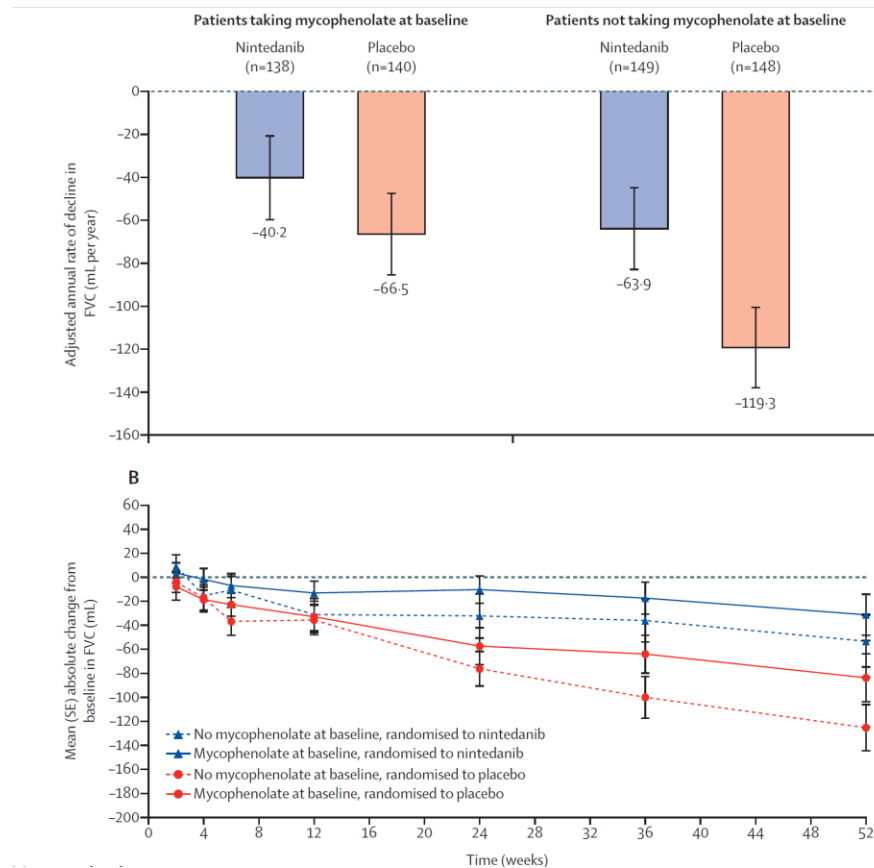 Patients taking mycophenolate at baseline
Patients not taking mycophenolate at baseline
Nintedanib
(n=138)
Placebo
(n=140)
Nintedanib
(n=149)
Placebo
(n=148)
Adjusted annual rate of decline in
FVC (mL per year)
0
−20
−40
−60
−80
−100
−120
−140
−160
−40·2
−66·5
−63·9
−119·3
B
Mean (SE) absolute change from
baseline in FVC (mL)
60
40
20
0
−20
−40
−60
−80
−100
−120
−140
−160
−180
−200
No mycophenolate at baseline, randomised to nintedanib
Mycophenolate at baseline, randomised to nintedanib
No mycophenolate at baseline, randomised to placebo
Mycophenolate at baseline, randomised to placebo
0 4 8 12 16 20 24 28 32 36 40 44 48 52
Time (weeks)